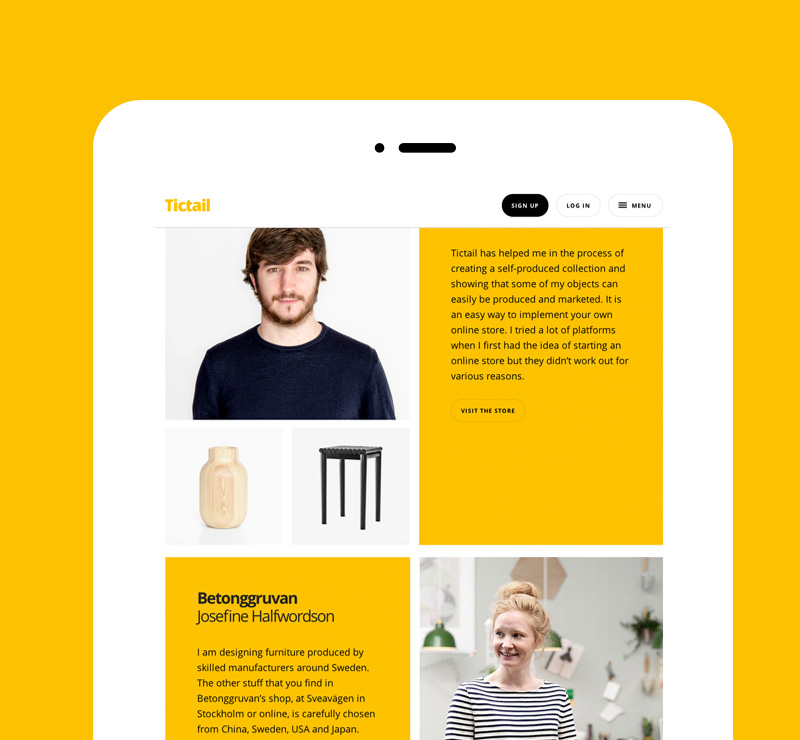 Tictail
SIGN UP
LOG IN
MENU
Tictail has helped me in the process of
creating a self-produced collection and
showing that some of my objects can
easily be produced and marketed. It is
an easy way to implement your own
online store. I tried a lot of platforms
when I first had the idea of starting an
online store but they didn't work out for
various reasons.
VISIT THE STORE
Betonggruvan
Josefine Halfwordson
I am designing furniture produced by
skilled manufacturers around Sweden.
The other stuff that you find in
Betonggruvan's shop, at Sveavägen in
Stockholm or online, is carefully chosen
from China, Sweden, USA and Japan.